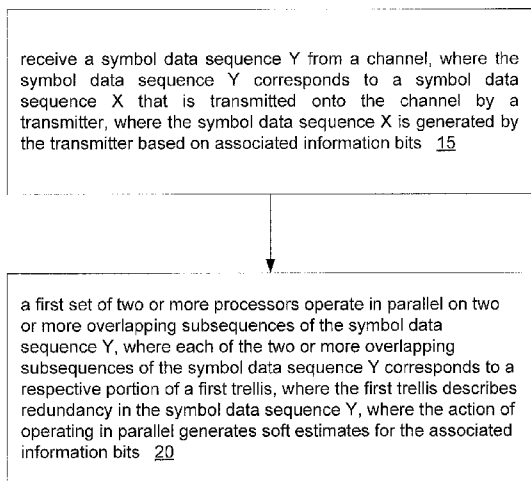 receive a symbol data sequence Y from a channel, where the
symbol data sequence Y corresponds to a symbol data
sequence X that is transmitted onto the channel by a
transmitter, where the symbol data sequence X is generated by
the transmitter based on associated information bits 15
a first set of two or more processors operate in parallel on two
or more overlapping subsequences of the symbol data
sequence Y, where each of the two or more overlapping
subsequences of the symbol data sequence Y corresponds to a
respective portion of a first trellis, where the first trellis describes
redundancy in the symbol data sequence Y, where the action of
operating in parallel generates soft estimates for the associated
information bits 20